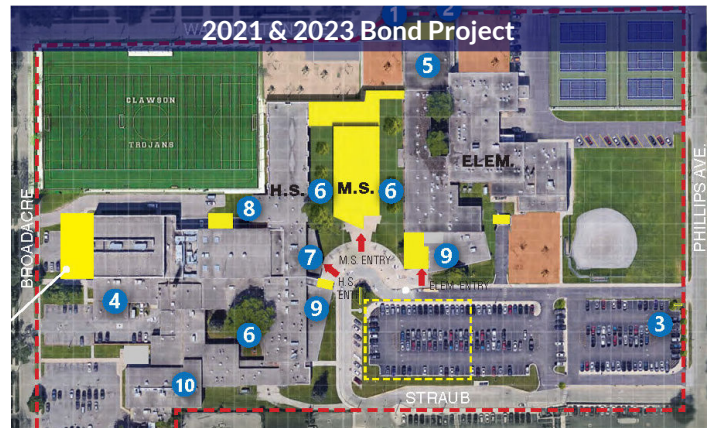 1
2
2021 & 2023 Bond Project
5
CLAWSON
TROJANS
ELEM.
H.S.
6
M.S.
6
PHILLIPS AVE.
BROADACRE
8
7
M.S. ENTRY
9
H.S.
ENT
ELEM. ENTRY
4
9
3
6
10
STRAUB